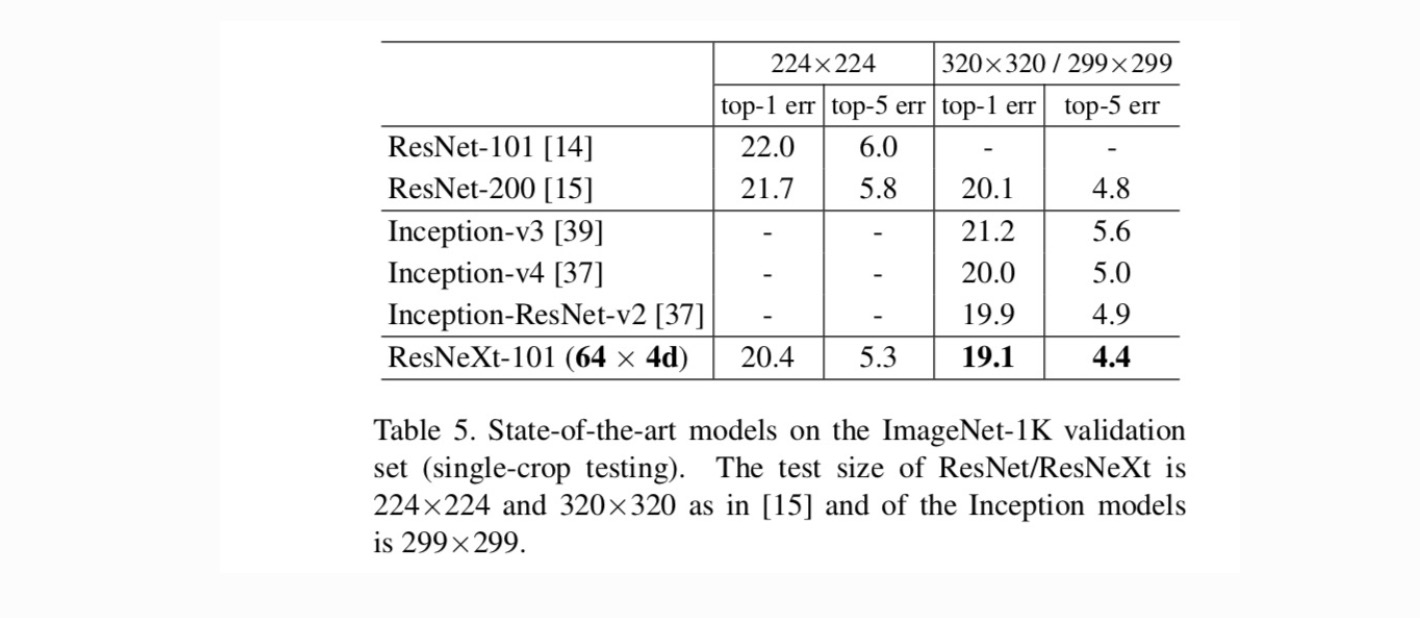 224×224 320×320 / 299×299
top-1 err top-5 err top-1 err top-5 err
ResNet-101 [14] 22.0 6.0 - -
ResNet-200 [15] 21.7 5.8 20.1 4.8
Inception-v3 [39] - - 21.2 5.6
Inception-v4 [37] - - 20.0 5.0
Inception-ResNet-v2 [37] - - 19.9 4.9
ResNeXt-101 (64 × 4d) 20.4 5.3 19.1 4.4
Table 5. State-of-the-art models on the ImageNet-1K validation
set (single-crop testing). The test size of ResNet/ResNeXt is
224×224 and 320×320 as in [15] and of the Inception models
is 299×299.